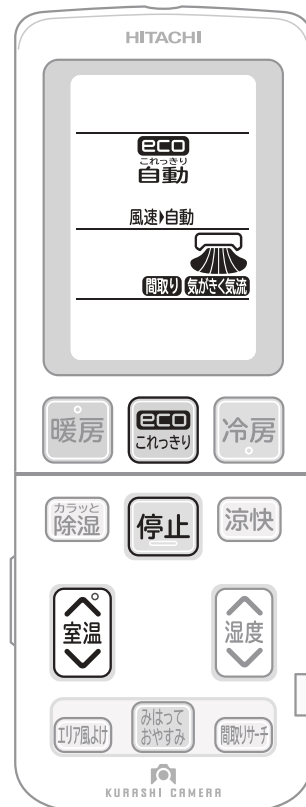 HITACHI
eco
これっきり
自動
風速▶自動
間取り 気がきく気流
暖房
eco
これっきり
冷房
カラッと
除湿
停止
涼快
室温
湿度
エリア風よけ
みはって
おやすみ
間取りサーチ
KURASHI CAMERA